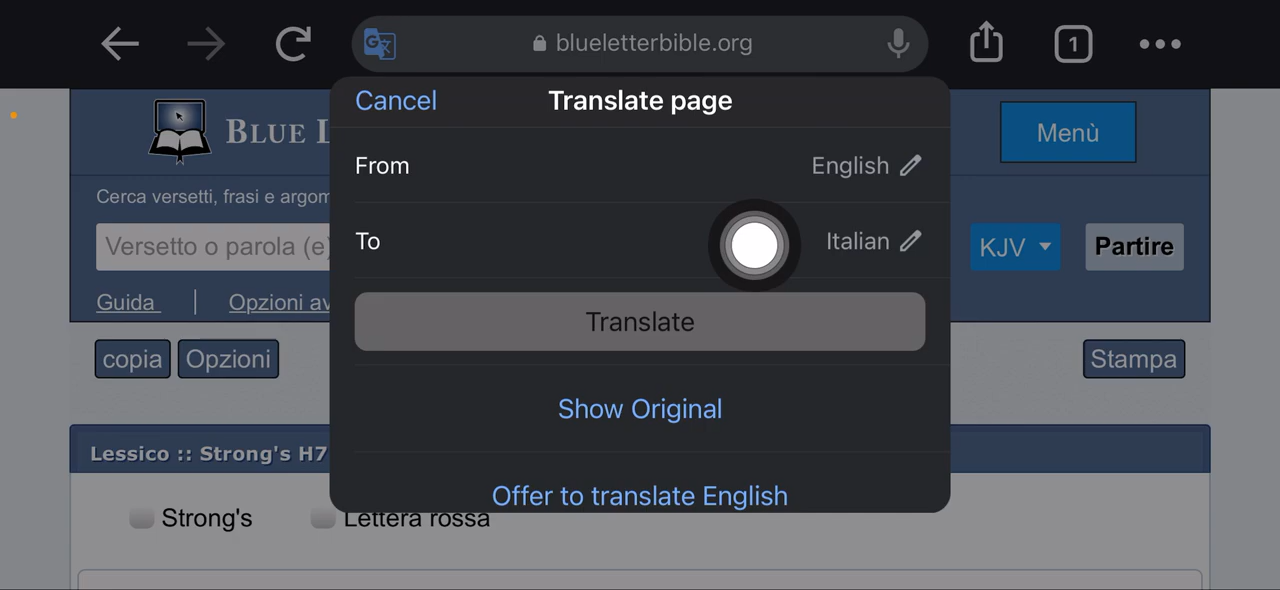 blueletterbible.org
1
Cancel
Translate page
From
English
To
Italian
Translate
Show Original
Offer to translate English
BLUE L
Menù
Cerca versetti, frasi e argom
Versetto o parola (e)
KJV
Partire
Guida | Opzioni av
copia
Opzioni
Stampa
Lessico :: Strong's H7
Strong's
Lettera rossa